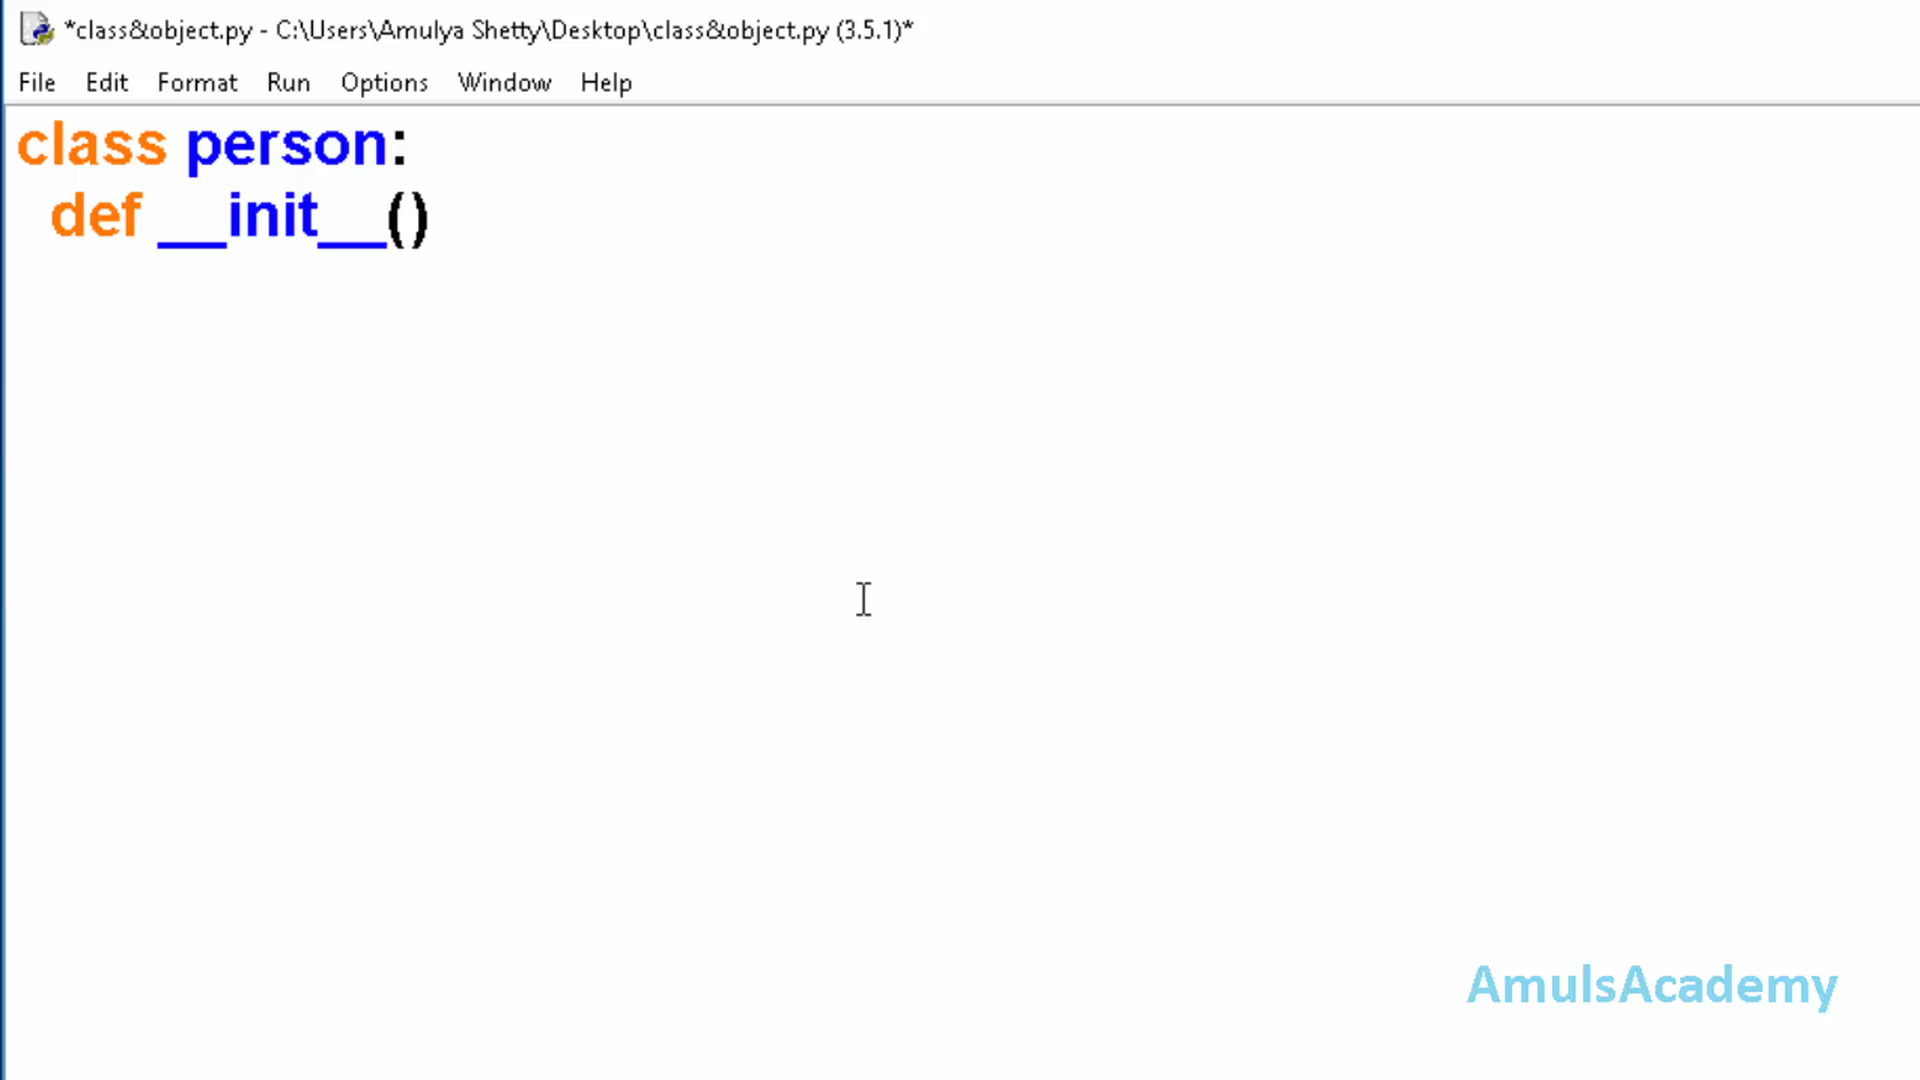 *class&object.py - C:\Users\Amulya Shetty\Desktop\class&object.py (3.5.1)*
File Edit Format Run Options Window Help
class person:
  def __init__()
AmulsAcademy